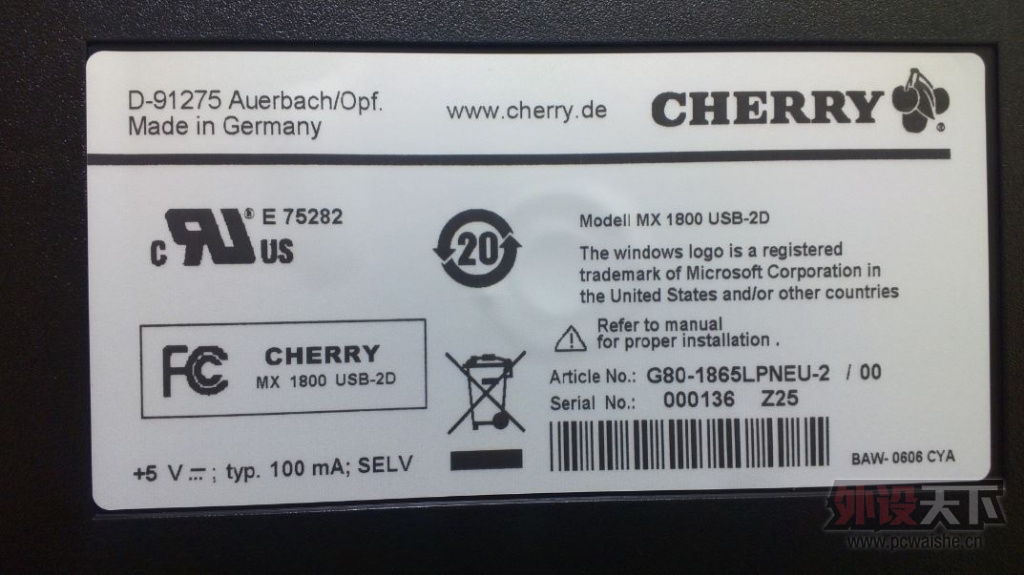 D-91275 Auerbach/Opf.
Made in Germany
www.cherry.de
CHERRY
®
c UL ® US E 75282
20
Modell MX 1800 USB-2D
The windows logo is a registered
trademark of Microsoft Corporation in
the United States and/or other countries
Refer to manual
for proper installation .
FC CHERRY
MX 1800 USB-2D
Article No.: G80-1865LPNEU-2 / 00
Serial No.: 000136 Z25
+5 V ⎓ ; typ. 100 mA; SELV
BAW- 0606 CYA
外设天下
www.pcwaishe.cn